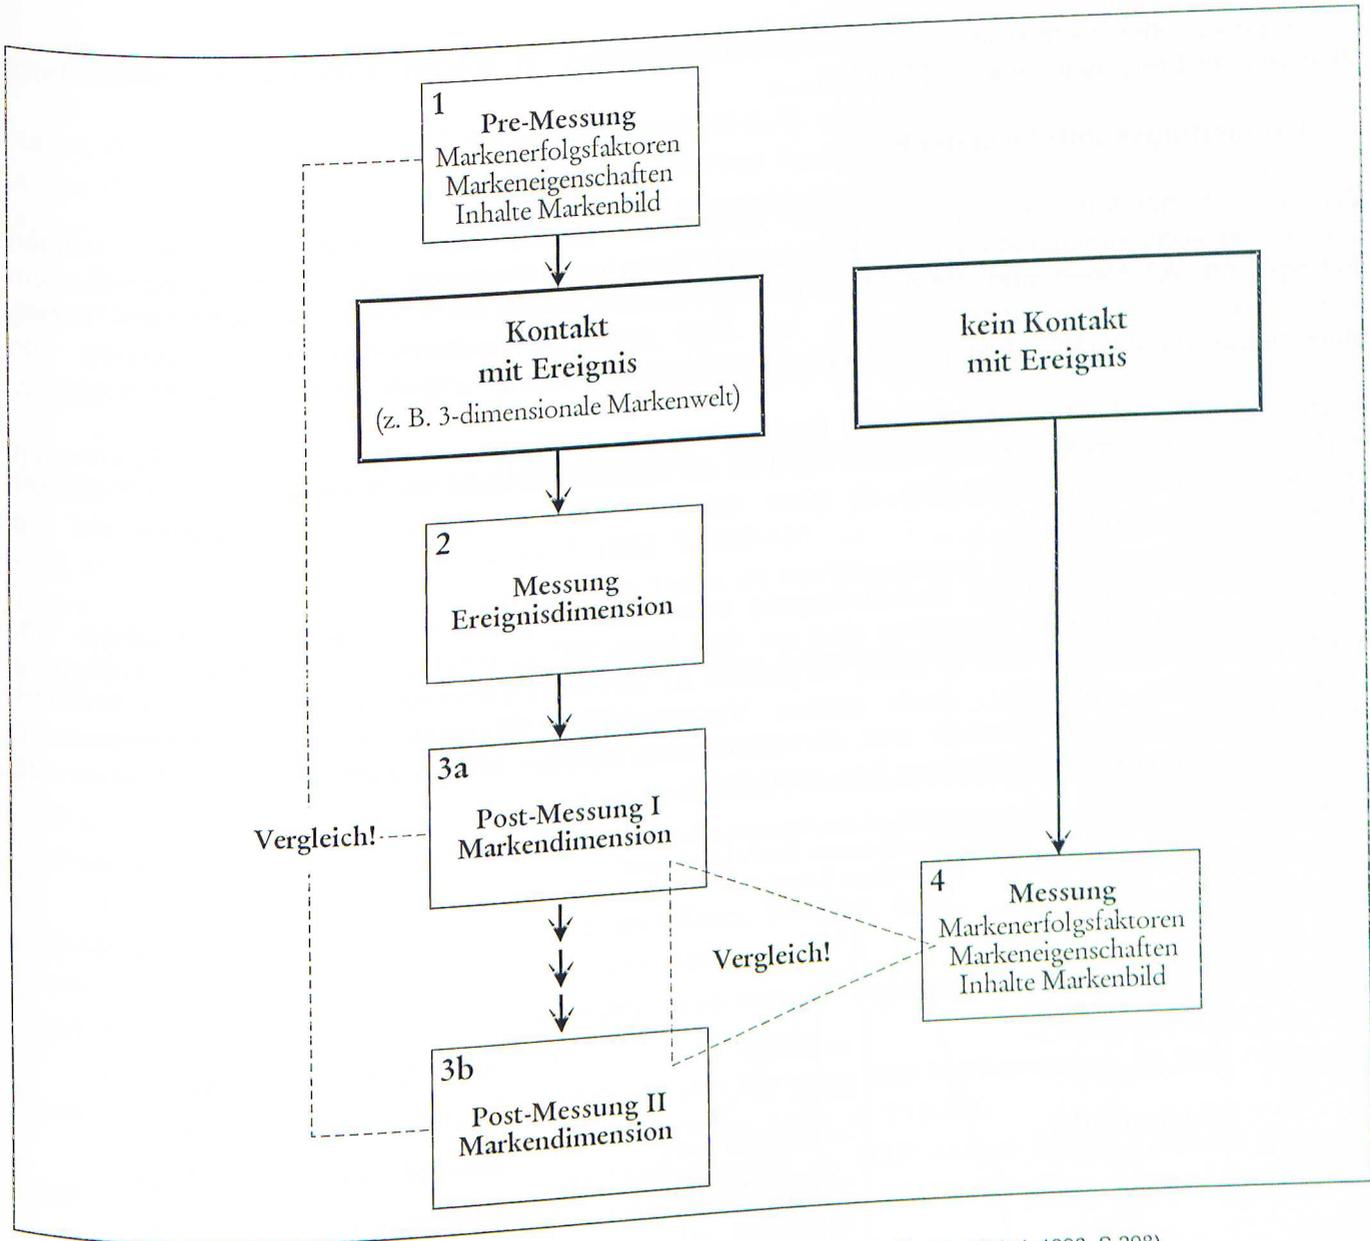 1
Pre-Messung
Markenerfolgsfaktoren
Markeneigenschaften
Inhalte Markenbild
Kontakt
mit Ereignis
(z. B. 3-dimensionale Markenwelt)
kein Kontakt
mit Ereignis
2
Messung
Ereignisdimension
3a
Post-Messung I
Markendimension
Vergleich!
4
Messung
Markenerfolgsfaktoren
Markeneigenschaften
Inhalte Markenbild
Vergleich!
3b
Post-Messung II
Markendimension